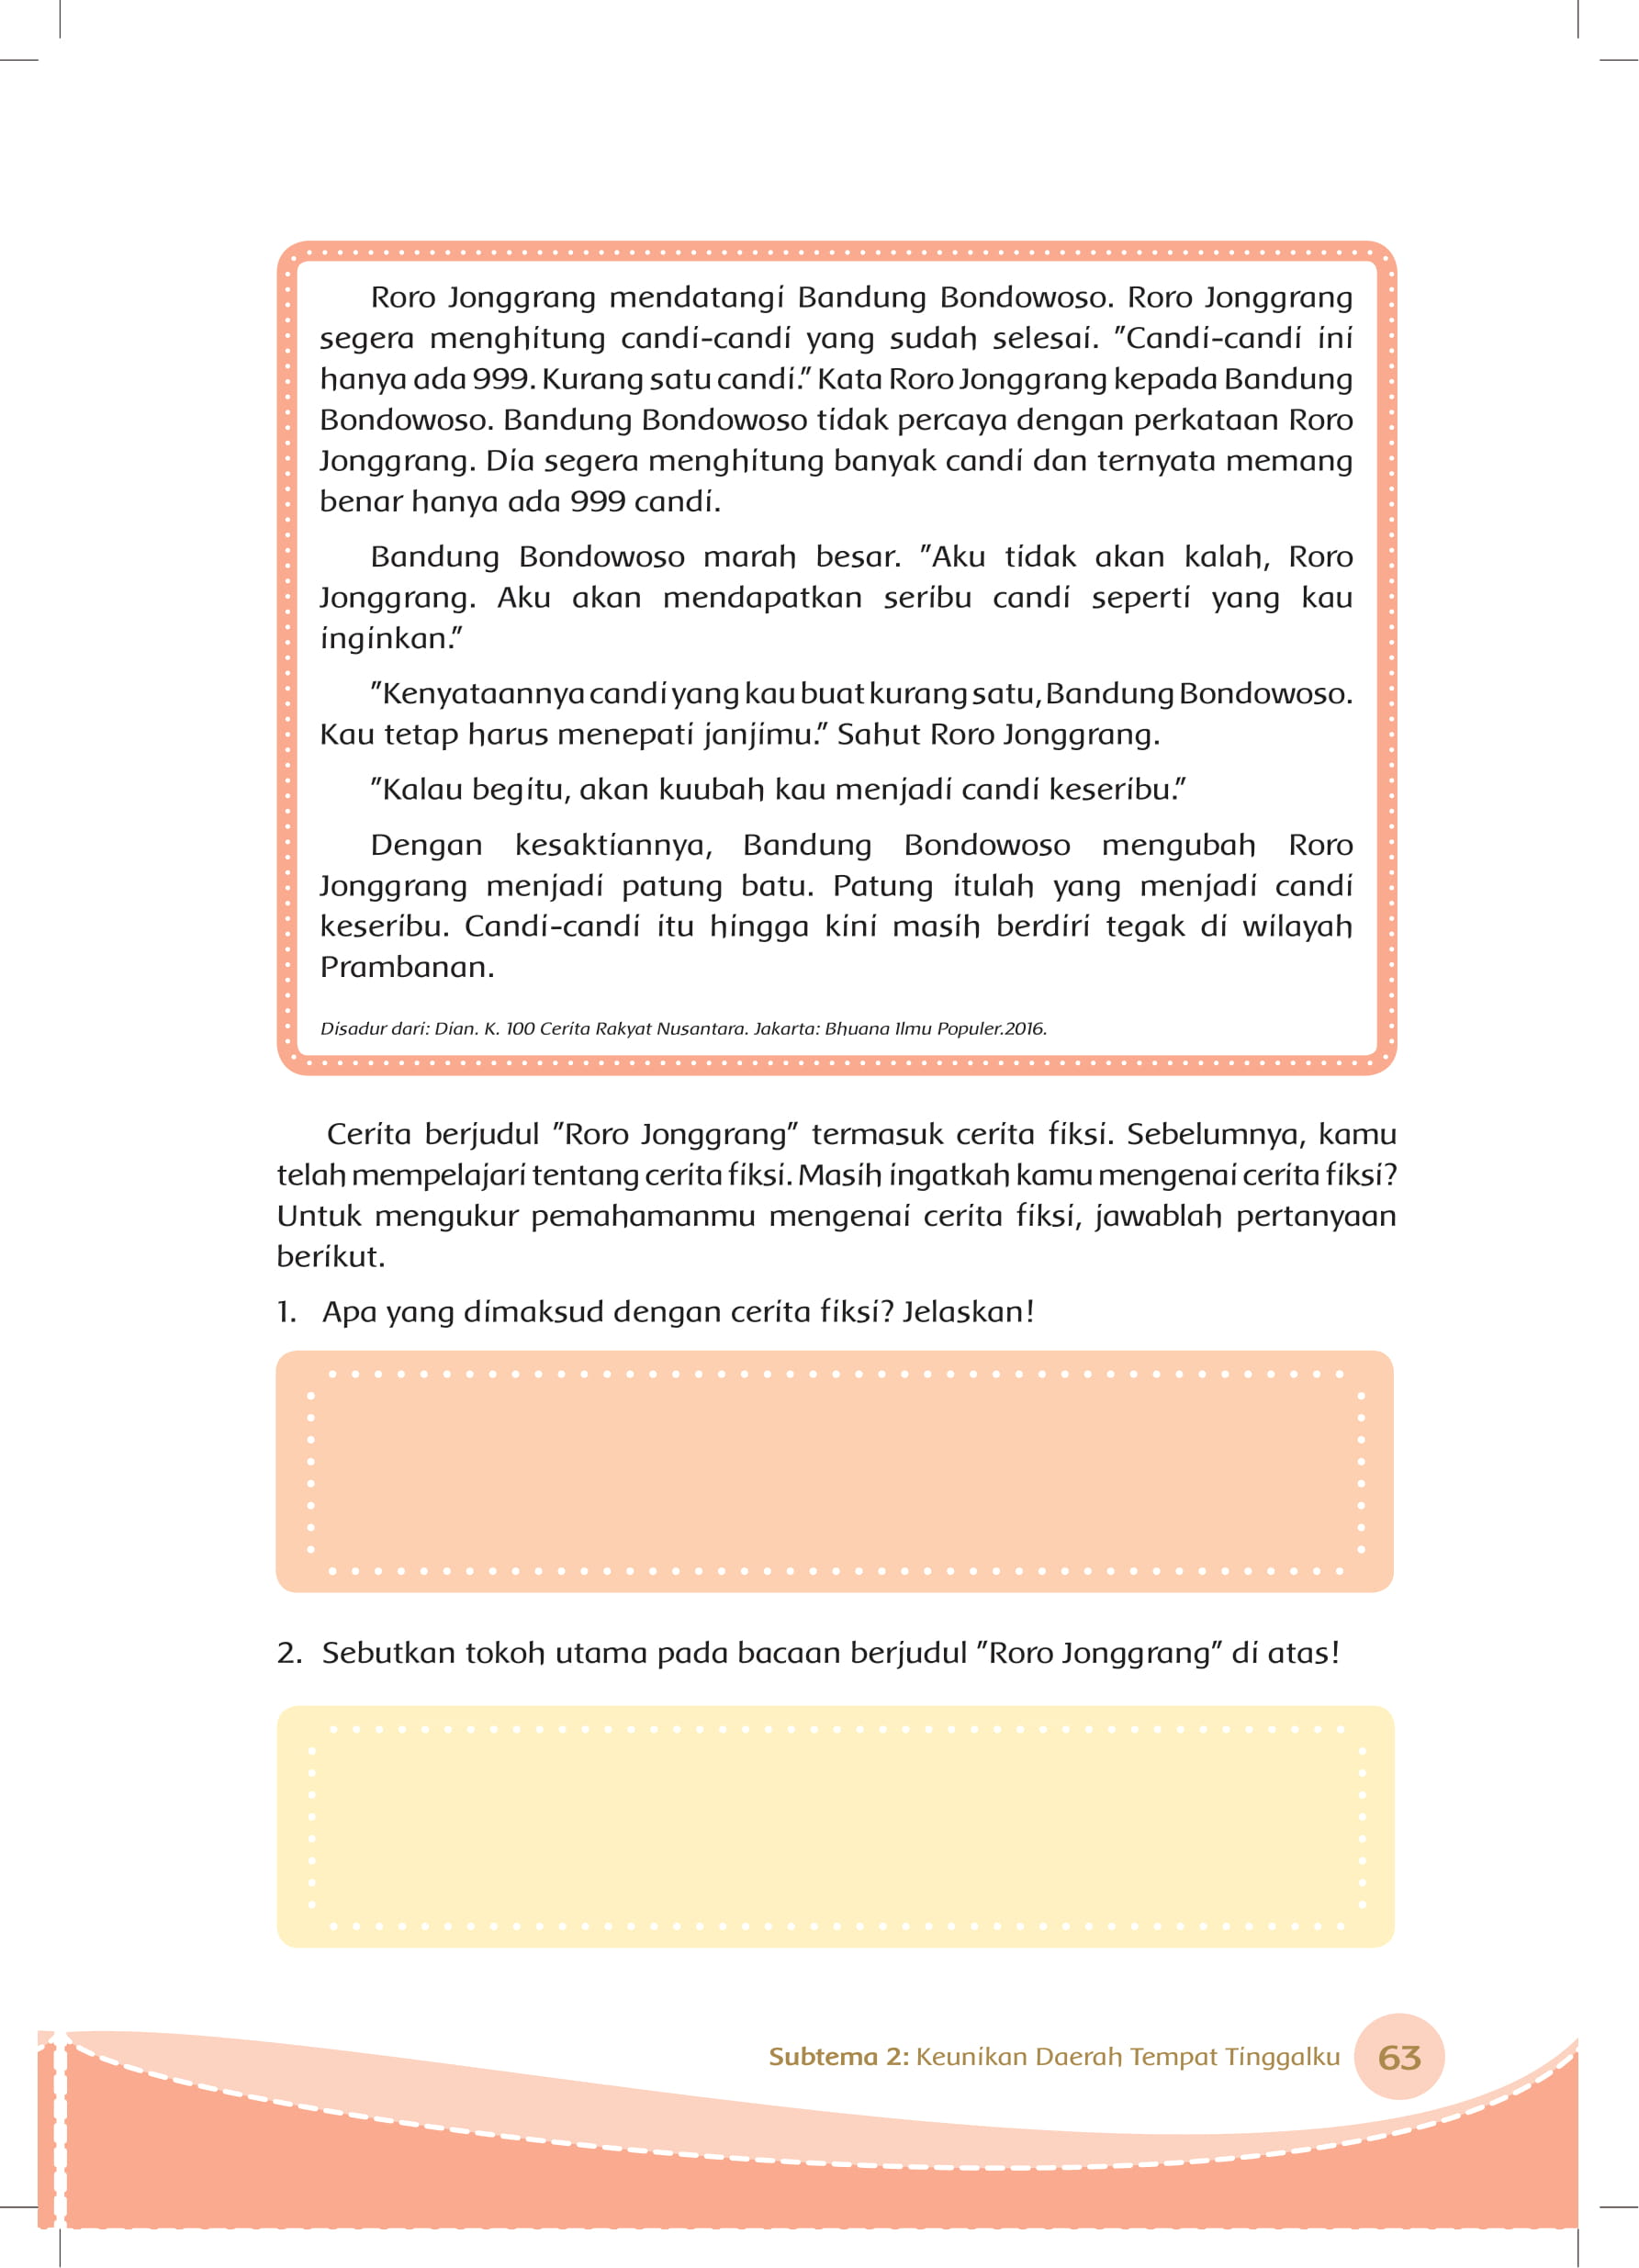 Roro Jonggrang mendatangi Bandung Bondowoso. Roro Jonggrang
segera menghitung candi-candi yang sudah selesai. "Candi-candi ini
hanya ada 999. Kurang satu candi." Kata Roro Jonggrang kepada Bandung
Bondowoso. Bandung Bondowoso tidak percaya dengan perkataan Roro
Jonggrang. Dia segera menghitung banyak candi dan ternyata memang
benar hanya ada 999 candi.
Bandung Bondowoso marah besar. "Aku tidak akan kalah, Roro
Jonggrang. Aku akan mendapatkan seribu candi seperti yang kau
inginkan."
"Kenyataannya candi yang kau buat kurang satu, Bandung Bondowoso.
Kau tetap harus menepati janjimu." Sahut Roro Jonggrang.
"Kalau begitu, akan kuubah kau menjadi candi keseribu."
Dengan kesaktiannya, Bandung Bondowoso mengubah Roro
Jonggrang menjadi patung batu. Patung itulah yang menjadi candi
keseribu. Candi-candi itu hingga kini masih berdiri tegak di wilayah
Prambanan.
Disadur dari: Dian. K. 100 Cerita Rakyat Nusantara. Jakarta: Bhuana Ilmu Populer.2016.
Cerita berjudul "Roro Jonggrang" termasuk cerita fiksi. Sebelumnya, kamu
telah mempelajari tentang cerita fiksi. Masih ingatkah kamu mengenai cerita fiksi?
Untuk mengukur pemahamanmu mengenai cerita fiksi, jawablah pertanyaan
berikut.
1. Apa yang dimaksud dengan cerita fiksi? Jelaskan!
2. Sebutkan tokoh utama pada bacaan berjudul "Roro Jonggrang" di atas!
Subtema 2: Keunikan Daerah Tempat Tinggalku 63